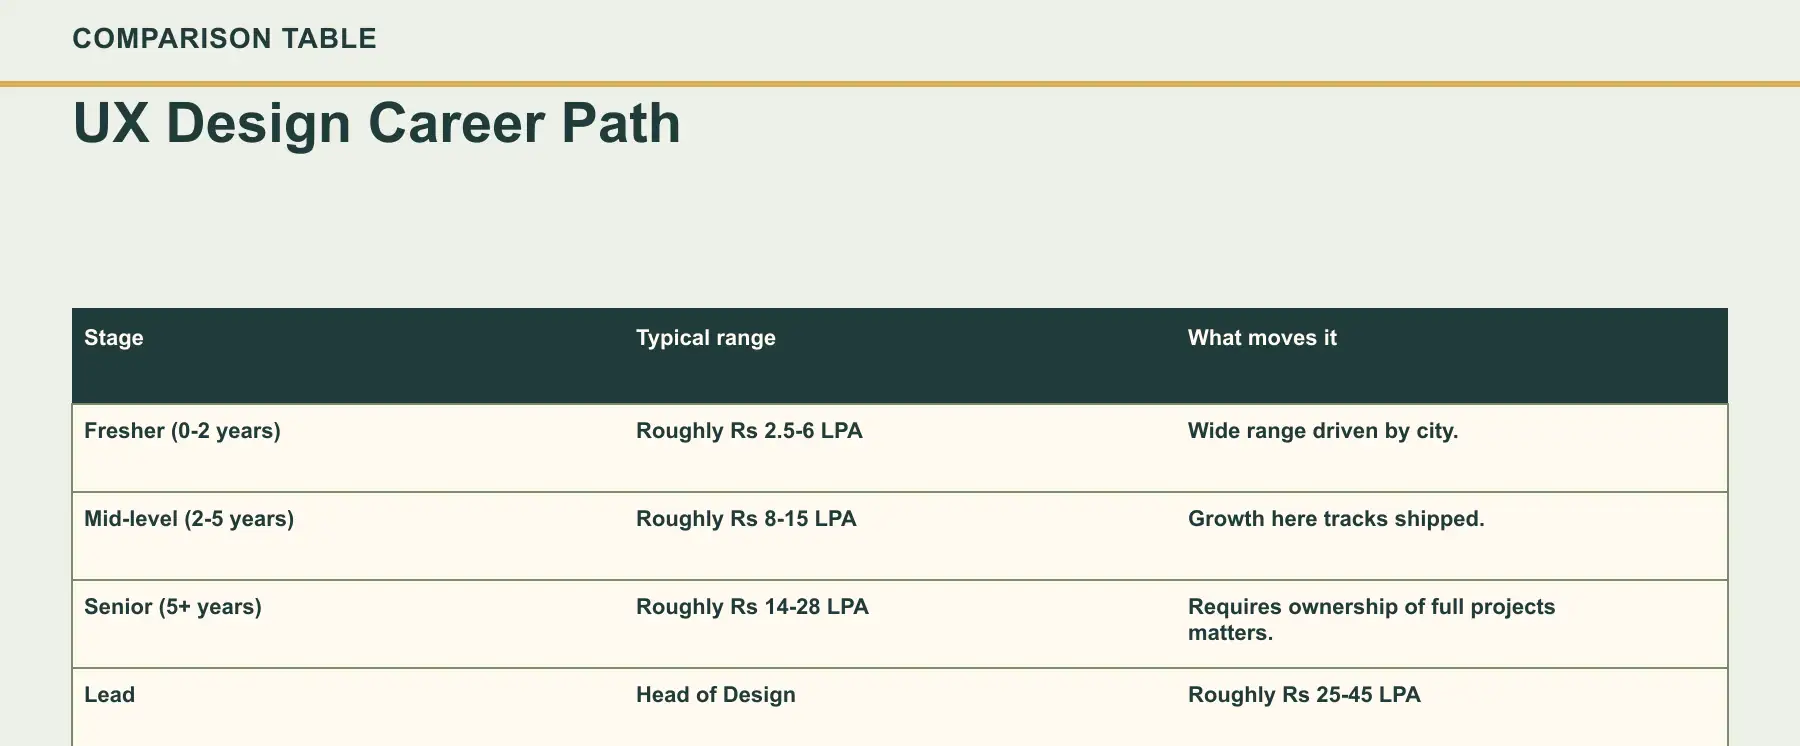 COMPARISON TABLE
UX Design Career Path
Stage Typical range What moves it
Fresher (0-2 years) Roughly Rs 2.5-6 LPA Wide range driven by city.
Mid-level (2-5 years) Roughly Rs 8-15 LPA Growth here tracks shipped.
Senior (5+ years) Roughly Rs 14-28 LPA Requires ownership of full projects
matters.
Lead Head of Design Roughly Rs 25-45 LPA